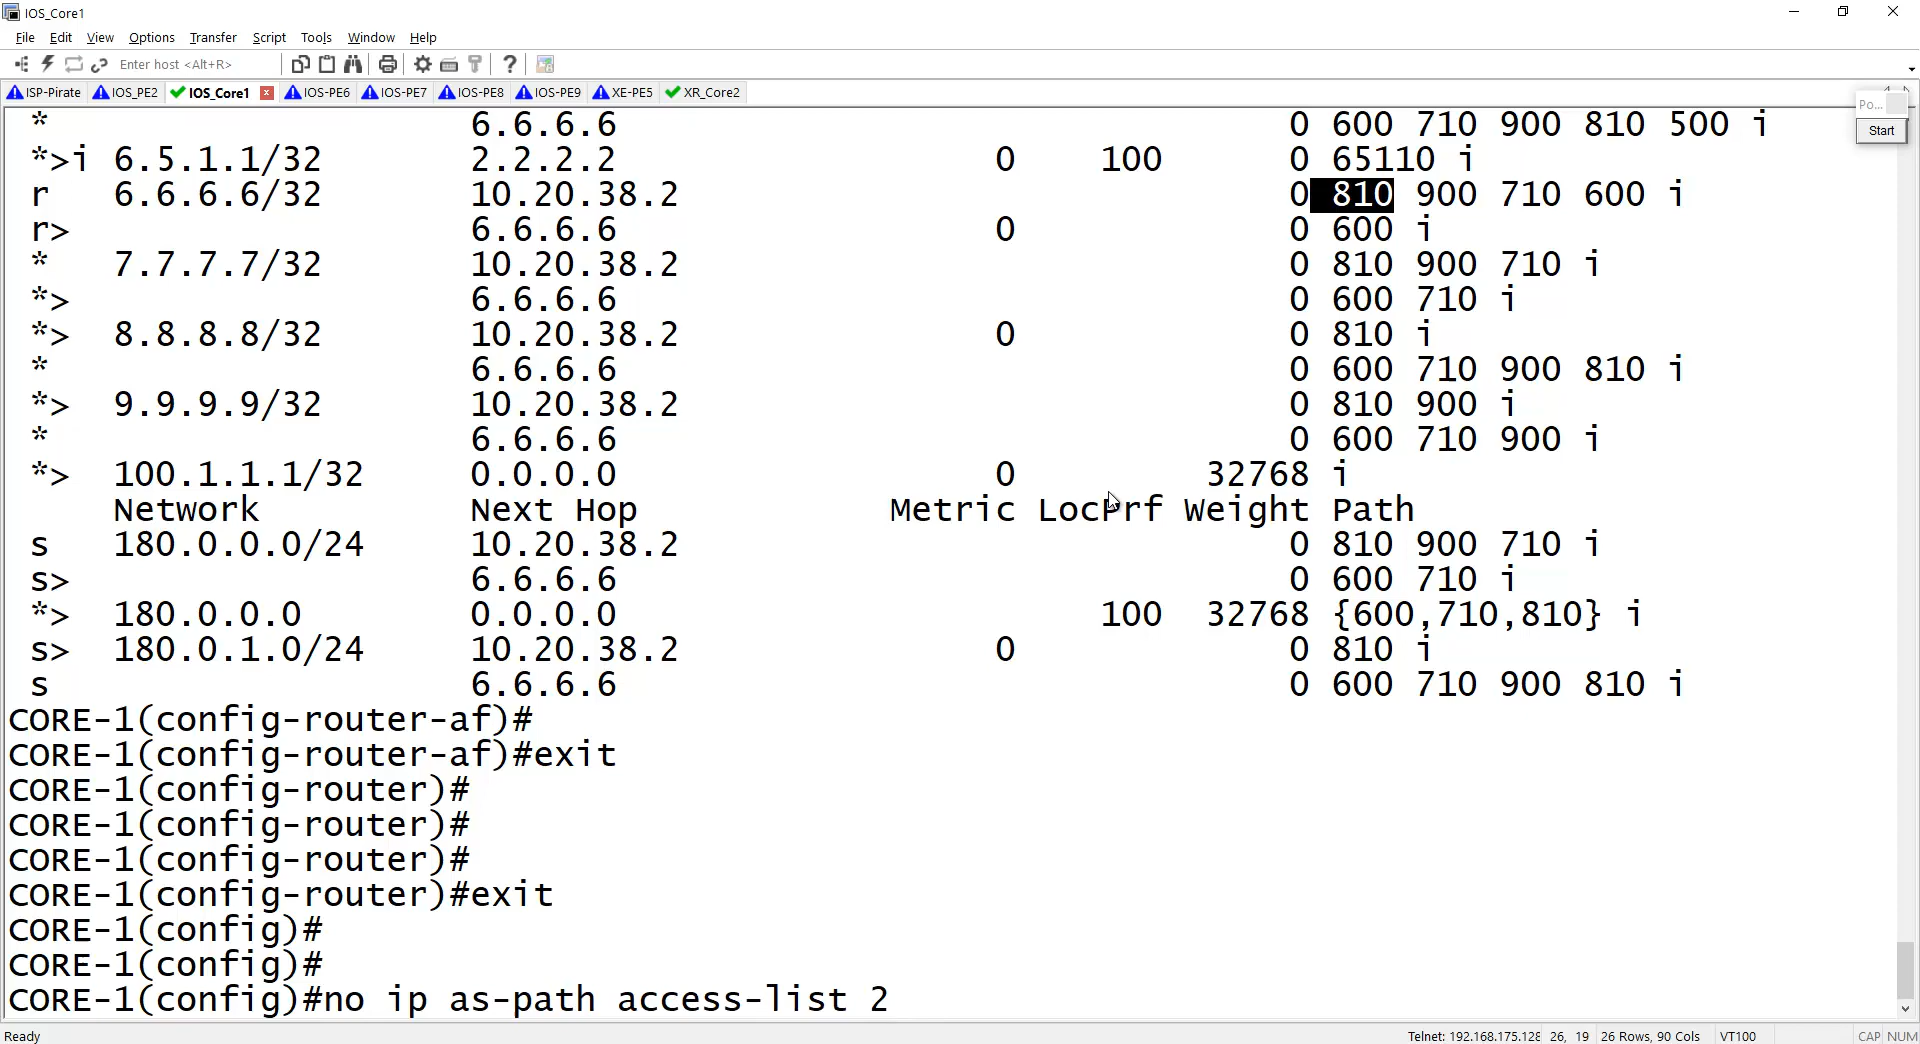 IOS_Core1
File Edit View Options Transfer Script Tools Window Help
Enter host <Alt+R>
ISP-Pirate IOS_PE2 IOS_Core1 IOS-PE6 IOS-PE7 IOS-PE8 IOS-PE9 XE-PE5 XR_Core2
Po...
Start
* 6.6.6.6 0 600 710 900 810 500 i
*>i 6.5.1.1/32 2.2.2.2 0 100 0 65110 i
r 6.6.6.6/32 10.20.38.2 0 810 900 710 600 i
r> 6.6.6.6 0 0 600 i
* 7.7.7.7/32 10.20.38.2 0 810 900 710 i
*> 6.6.6.6 0 600 710 i
*> 8.8.8.8/32 10.20.38.2 0 0 810 i
* 6.6.6.6 0 600 710 900 810 i
*> 9.9.9.9/32 10.20.38.2 0 810 900 i
* 6.6.6.6 0 600 710 900 i
*> 100.1.1.1/32 0.0.0.0 0 32768 i
Network Next Hop Metric LocPrf Weight Path
s 180.0.0.0/24 10.20.38.2 0 810 900 710 i
s> 6.6.6.6 0 600 710 i
*> 180.0.0.0 0.0.0.0 100 32768 {600,710,810} i
s> 180.0.1.0/24 10.20.38.2 0 0 810 i
s 6.6.6.6 0 600 710 900 810 i
CORE-1(config-router-af)#
CORE-1(config-router-af)#exit
CORE-1(config-router)#
CORE-1(config-router)#
CORE-1(config-router)#
CORE-1(config-router)#exit
CORE-1(config)#
CORE-1(config)#
CORE-1(config)#no ip as-path access-list 2
Ready Telnet: 192.168.175.128 26, 19 26 Rows, 90 Cols VT100 CAP NUM